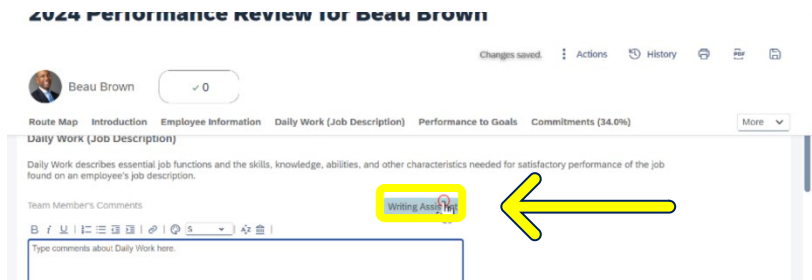 2024 Performance Review for Beau Brown
Changes saved. Actions History PDF
Beau Brown 0
Route Map Introduction Employee Information Daily Work (Job Description) Performance to Goals Commitments (34.0%) More
Daily Work (Job Description)
Daily Work describes essential job functions and the skills, knowledge, abilities, and other characteristics needed for satisfactory performance of the job
found on an employee's job description.
Team Member's Comments Writing Assistant
B I U S
Type comments about Daily Work here.